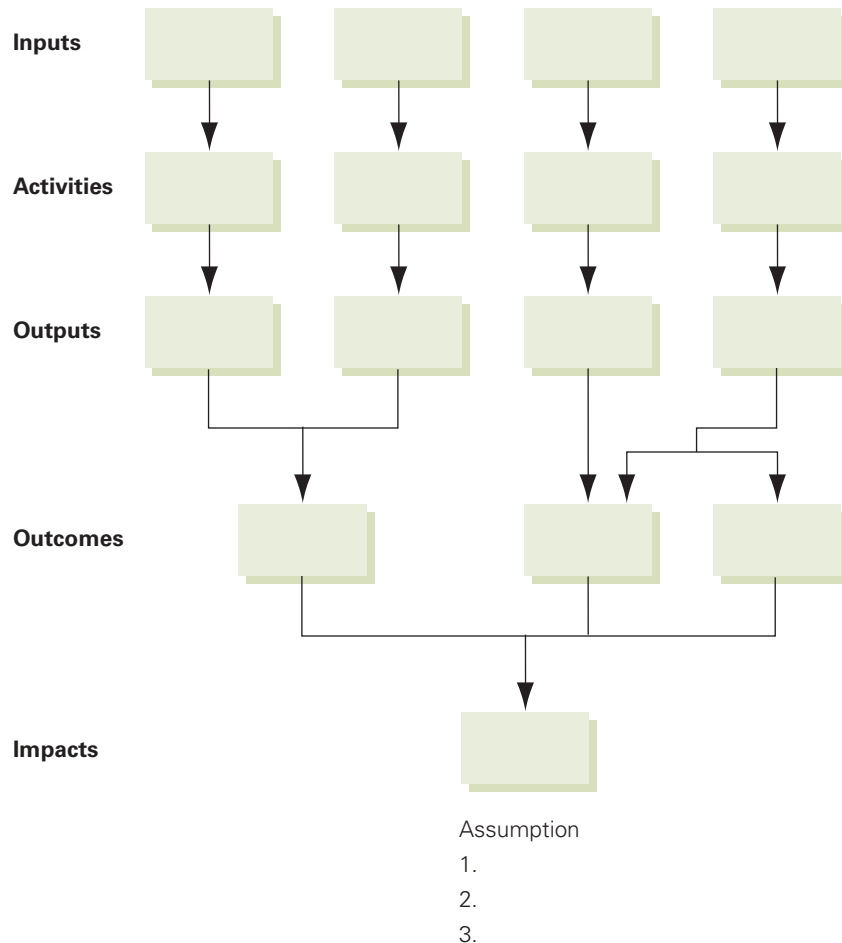 Inputs
Activities
Outputs
Outcomes
Impacts
Assumption
1.
2.
3.